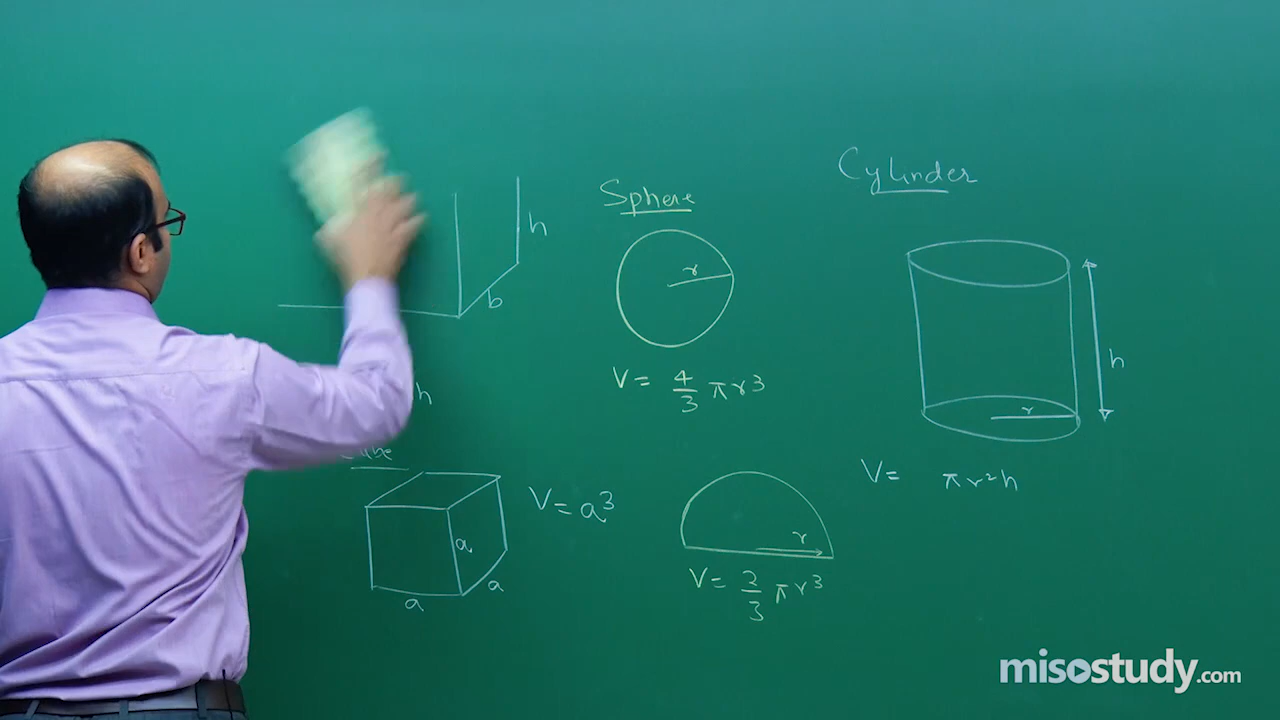 h
b
h
a
a
a
V = a³
Sphere
r
V = 4/3 πr³
r
V = 2/3 πr³
Cylinder
h
r
V = πr²h
misostudy.com